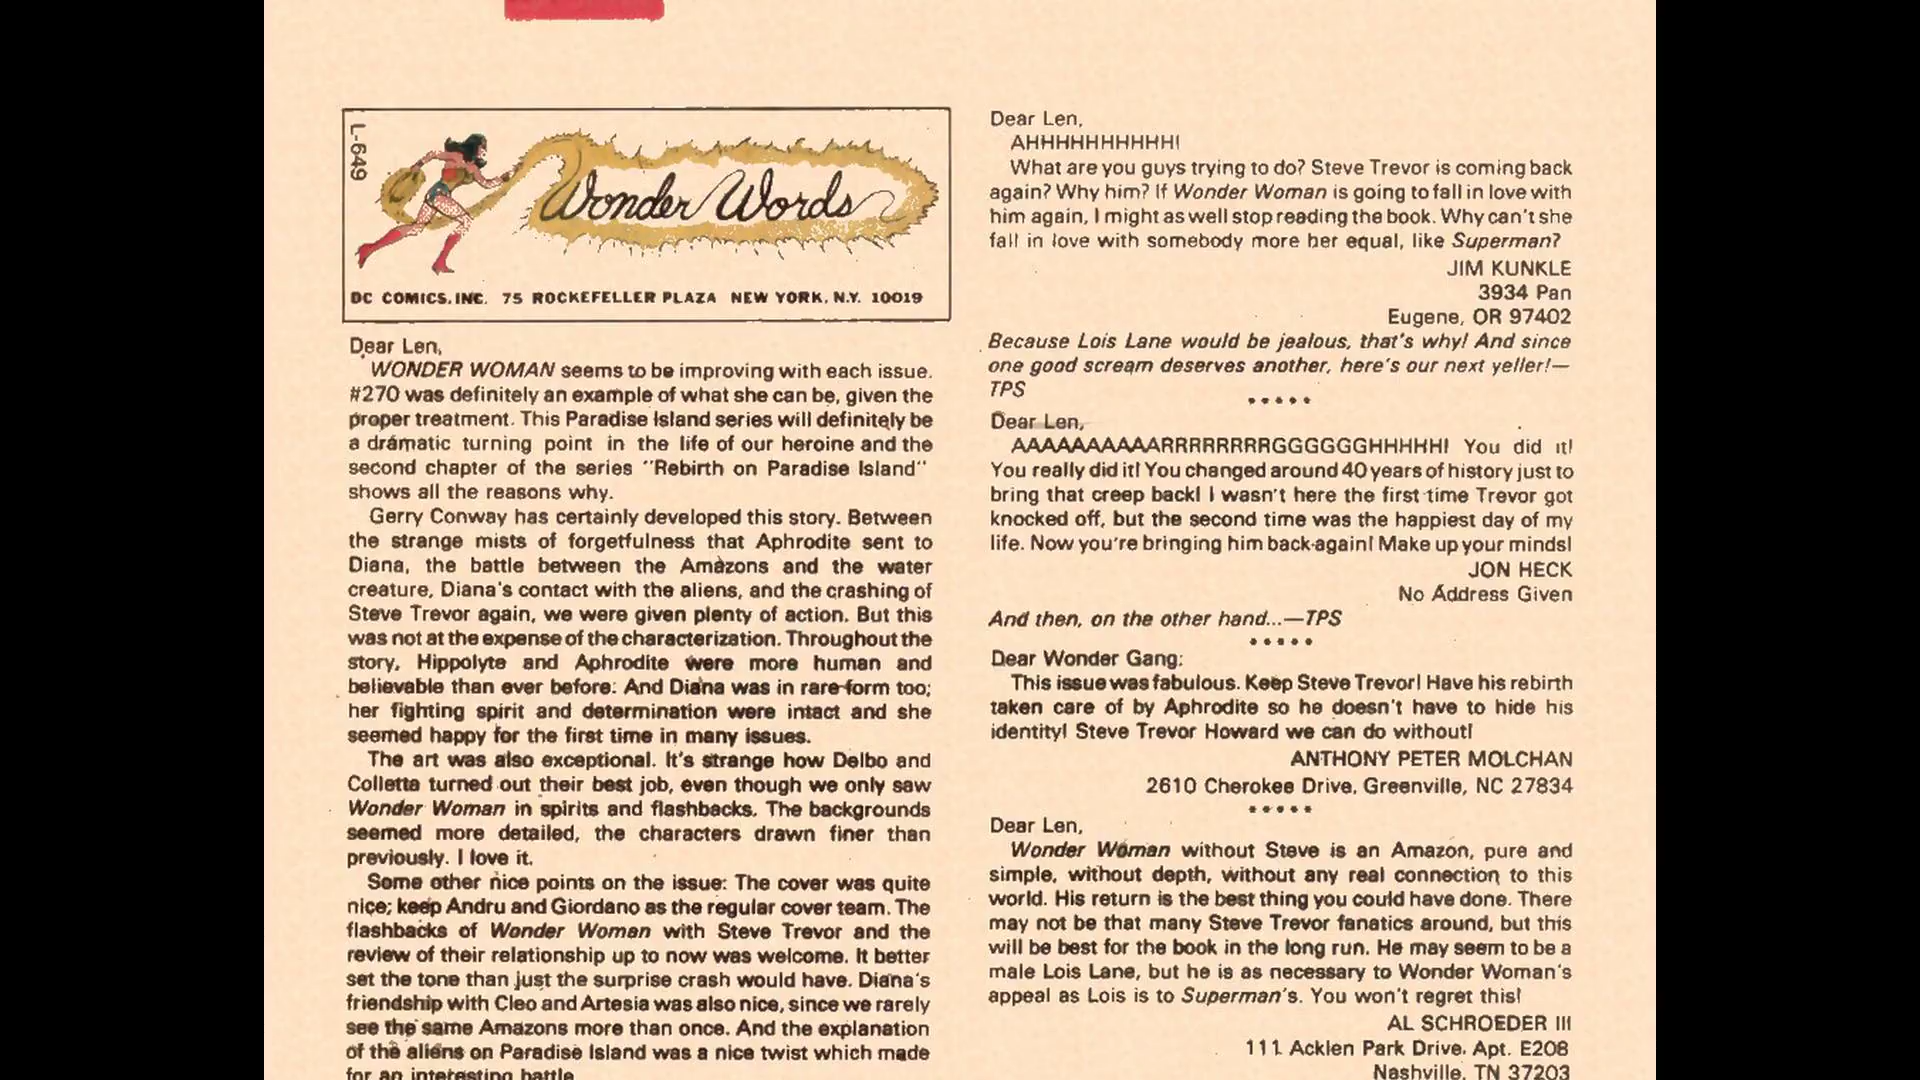 L-649
Wonder Words
DC COMICS, INC. 75 ROCKEFELLER PLAZA NEW YORK, N.Y. 10019
Dear Len,
WONDER WOMAN seems to be improving with each issue.
#270 was definitely an example of what she can be, given the
proper treatment. This Paradise Island series will definitely be
a dramatic turning point in the life of our heroine and the
second chapter of the series "Rebirth on Paradise Island"
shows all the reasons why.
Gerry Conway has certainly developed this story. Between
the strange mists of forgetfulness that Aphrodite sent to
Diana, the battle between the Amazons and the water
creature, Diana's contact with the aliens, and the crashing of
Steve Trevor again, we were given plenty of action. But this
was not at the expense of the characterization. Throughout the
story, Hippolyte and Aphrodite were more human and
believable than ever before. And Diana was in rare form too;
her fighting spirit and determination were intact and she
seemed happy for the first time in many issues.
The art was also exceptional. It's strange how Delbo and
Colletta turned out their best job, even though we only saw
Wonder Woman in spirits and flashbacks. The backgrounds
seemed more detailed, the characters drawn finer than
previously. I love it.
Some other nice points on the issue: The cover was quite
nice; keep Andru and Giordano as the regular cover team. The
flashbacks of Wonder Woman with Steve Trevor and the
review of their relationship up to now was welcome. It better
set the tone than just the surprise crash would have. Diana's
friendship with Cleo and Artesia was also nice, since we rarely
see the same Amazons more than once. And the explanation
of the aliens on Paradise Island was a nice twist which made
for an interesting battle.
Dear Len,
AHHHHHHHHHH!
What are you guys trying to do? Steve Trevor is coming back
again? Why him? If Wonder Woman is going to fall in love with
him again, I might as well stop reading the book. Why can't she
fall in love with somebody more her equal, like Superman?
JIM KUNKLE
3934 Pan
Eugene, OR 97402
Because Lois Lane would be jealous, that's why! And since
one good scream deserves another, here's our next yeller!—
TPS
*****
Dear Len,
AAAAAAAAAARRRRRRRRGGGGGGHHHHH! You did it!
You really did it! You changed around 40 years of history just to
bring that creep back! I wasn't here the first time Trevor got
knocked off, but the second time was the happiest day of my
life. Now you're bringing him back again! Make up your minds!
JON HECK
No Address Given
And then, on the other hand...—TPS
*****
Dear Wonder Gang:
This issue was fabulous. Keep Steve Trevor! Have his rebirth
taken care of by Aphrodite so he doesn't have to hide his
identity! Steve Trevor Howard we can do without!
ANTHONY PETER MOLCHAN
2610 Cherokee Drive, Greenville, NC 27834
*****
Dear Len,
Wonder Woman without Steve is an Amazon, pure and
simple, without depth, without any real connection to this
world. His return is the best thing you could have done. There
may not be that many Steve Trevor fanatics around, but this
will be best for the book in the long run. He may seem to be a
male Lois Lane, but he is as necessary to Wonder Woman's
appeal as Lois is to Superman's. You won't regret this!
AL SCHROEDER III
111 Acklen Park Drive, Apt. E208
Nashville, TN 37203